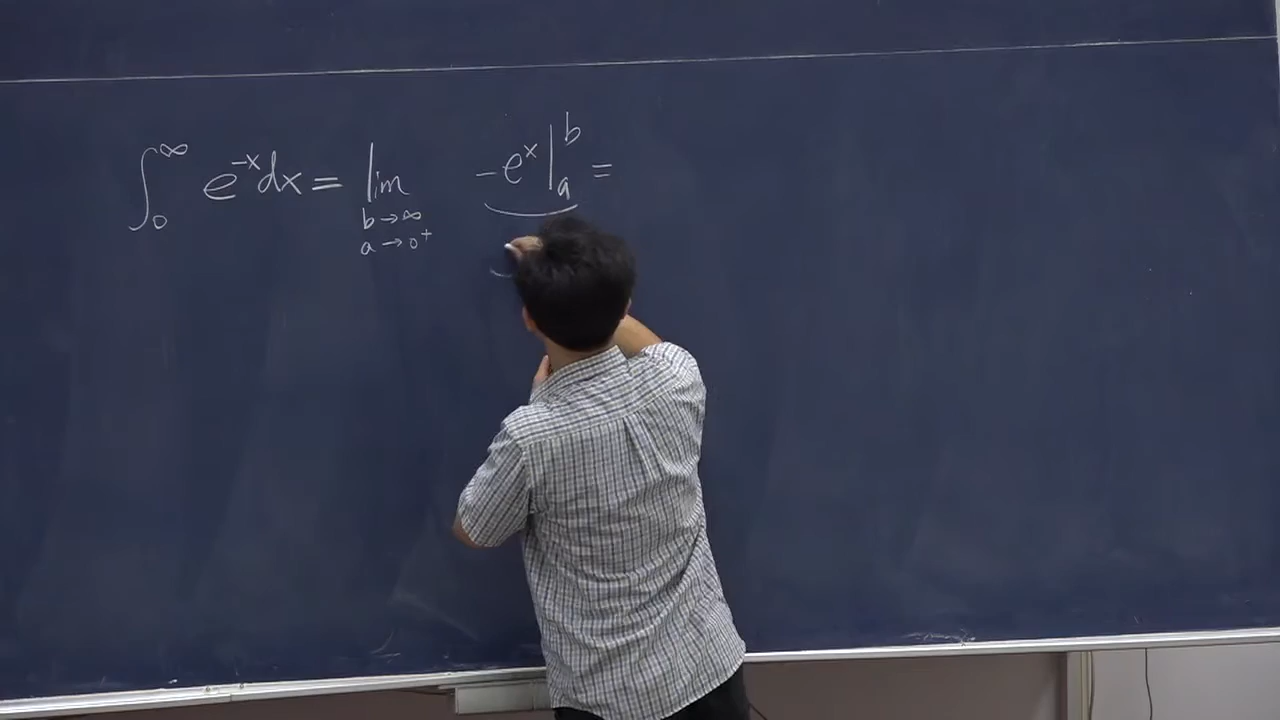 ∫₀^∞ e^{-x} dx = lim_{b→∞, a→0⁺} -e^x |_a^b =